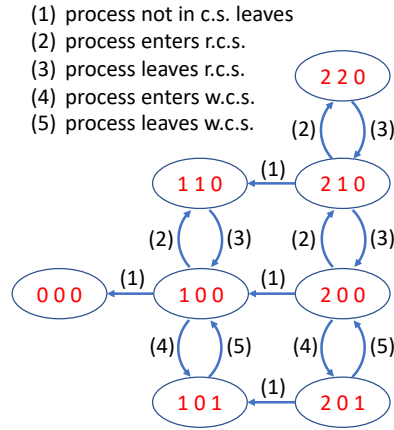 (1) process not in c.s. leaves
(2) process enters r.c.s.
(3) process leaves r.c.s.
(4) process enters w.c.s.
(5) process leaves w.c.s.
2 2 0
(2) (3)
(1)
1 1 0 2 1 0
(2) (3) (2) (3)
(1) (1)
0 0 0 1 0 0 2 0 0
(4) (5) (4) (5)
(1)
1 0 1 2 0 1